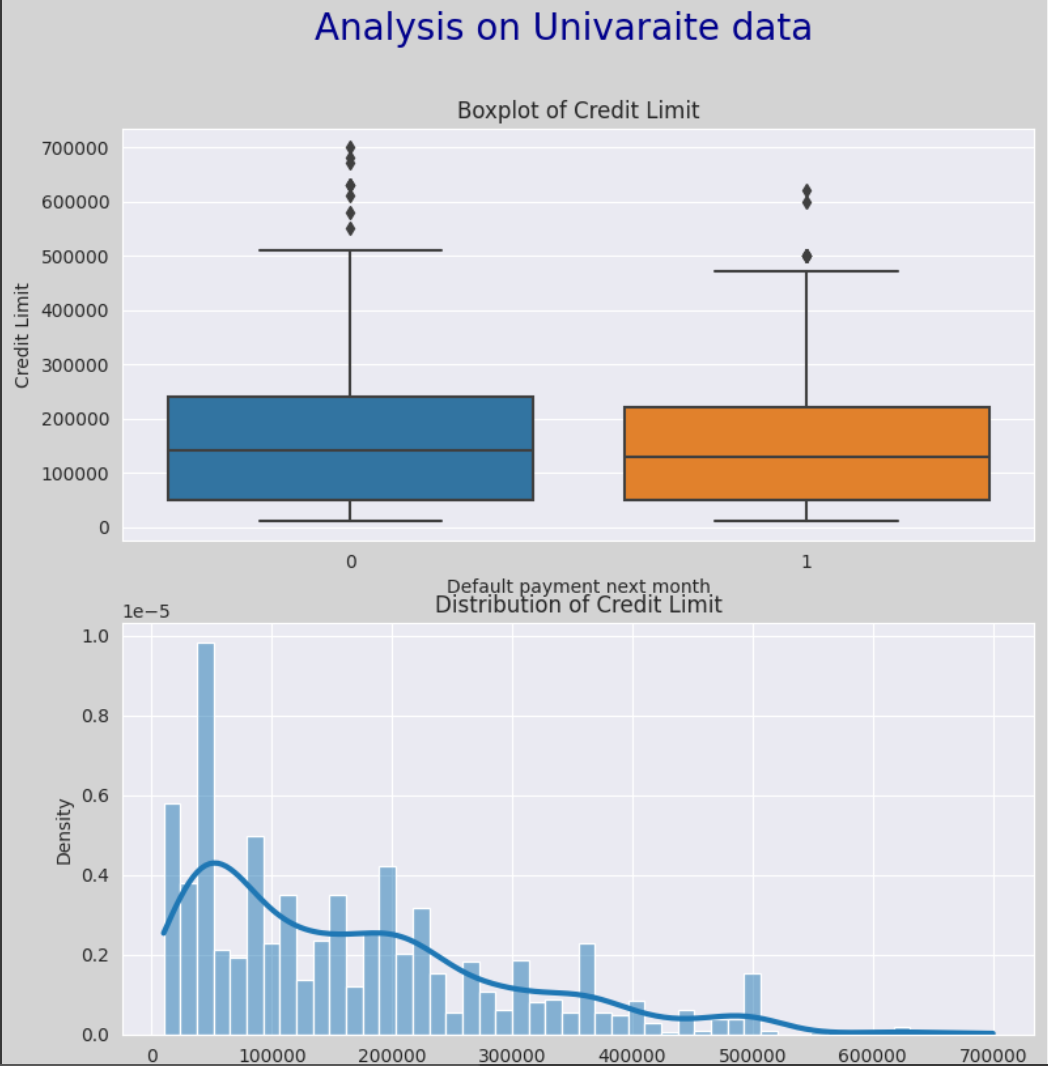 Analysis on Univaraite data
Boxplot of Credit Limit
700000
600000
500000
400000
300000
200000
100000
0
Credit Limit
0 1
Default payment next month
Distribution of Credit Limit
1e−5
1.0
0.8
0.6
0.4
0.2
0.0
Density
0 100000 200000 300000 400000 500000 600000 700000